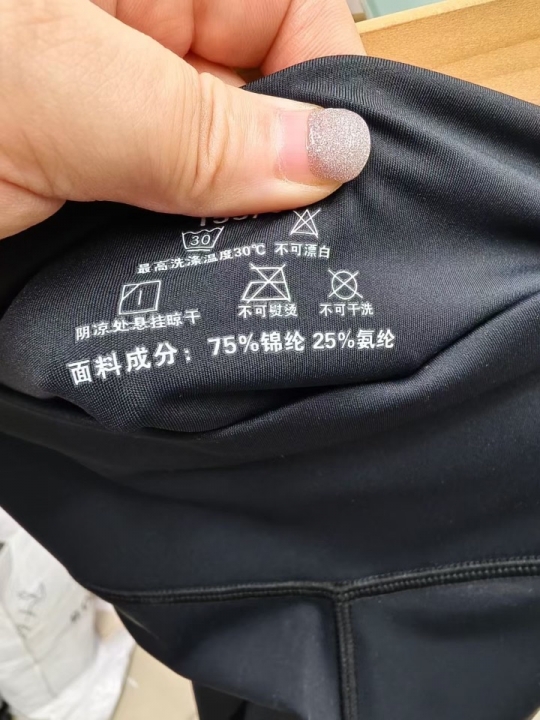 30
最高洗涤温度30℃ 不可漂白
阴凉处悬挂晾干 不可熨烫 不可干洗
面料成分：75%锦纶 25%氨纶